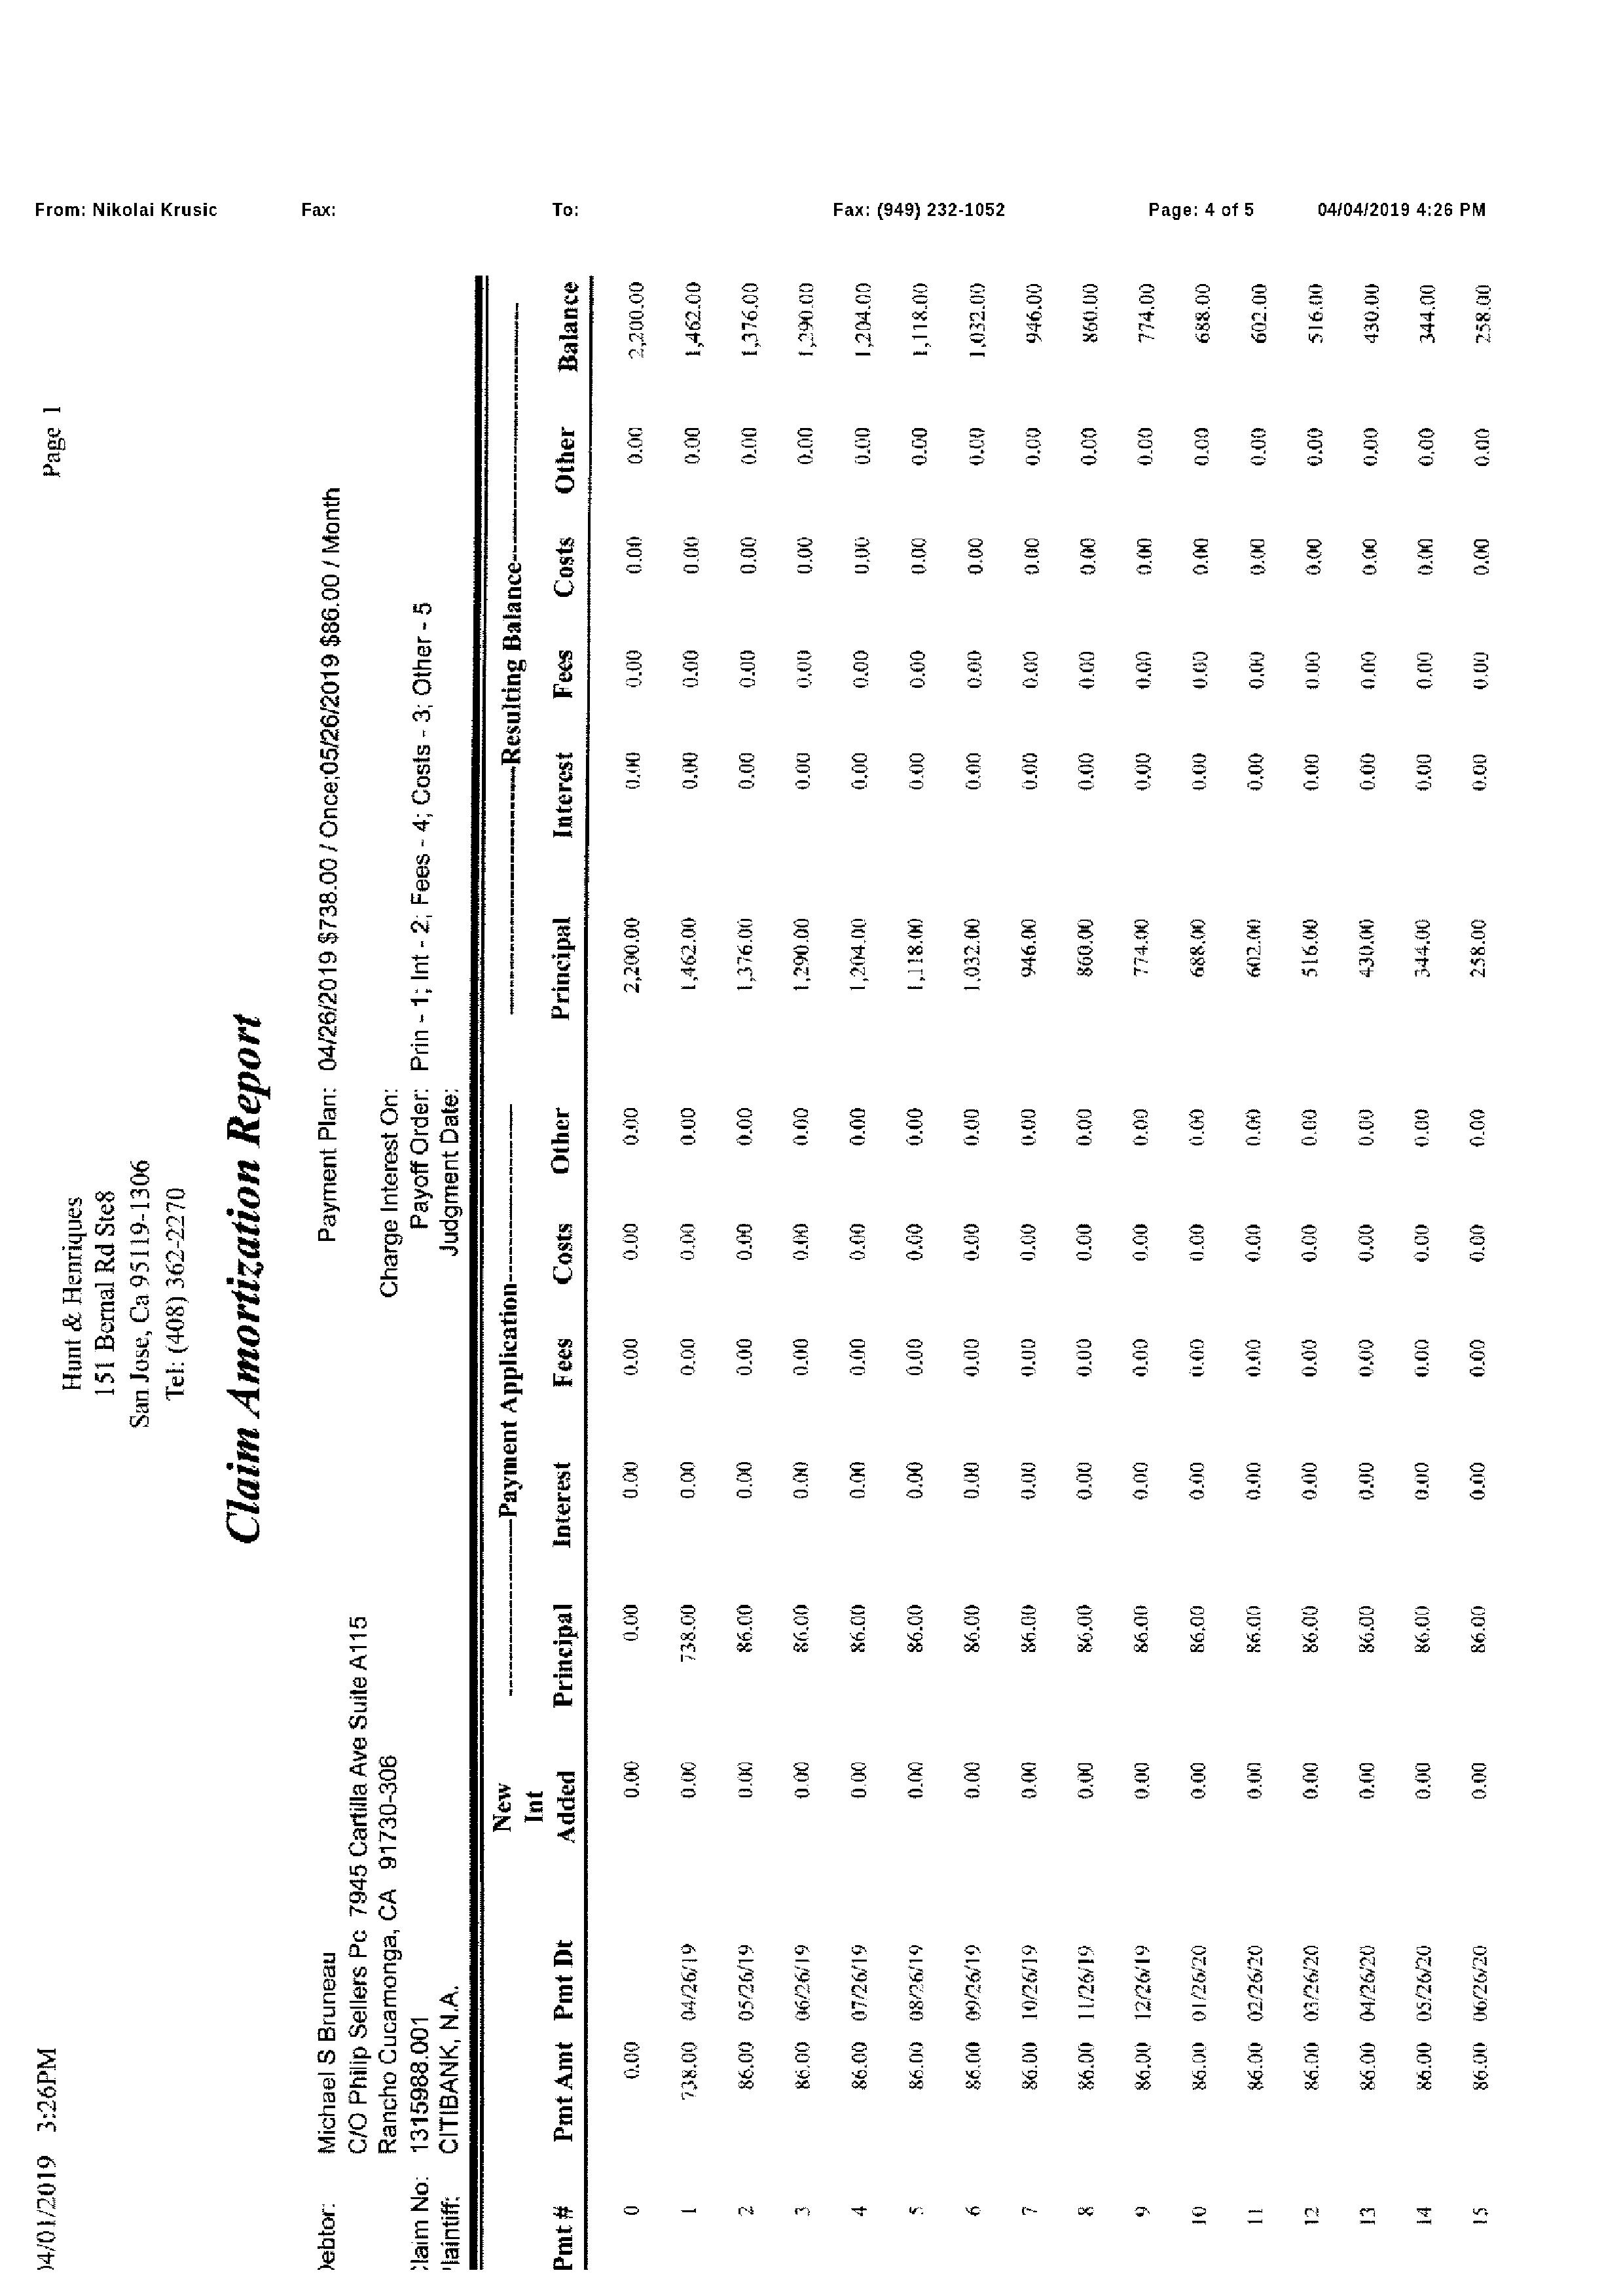 From: Nikolai Krusic Fax: To: Fax: (949) 232-1052 Page: 4 of 5 04/04/2019 4:26 PM
04/01/2019 3:26PM Page 1
Hunt & Henriques
151 Bernal Rd Ste8
San Jose, Ca 95119-1306
Tel: (408) 362-2270
Claim Amortization Report
Debtor: Michael S Bruneau Payment Plan: 04/26/2019 $738.00 / Once;05/26/2019 $86.00 / Month
C/O Philip Sellers Pc 7945 Cartilla Ave Suite A115
Rancho Cucamonga, CA 91730-306 Charge Interest On:
Claim No: 1315988.001 Payoff Order: Prin - 1; Int - 2; Fees - 4; Costs - 3; Other - 5
Plaintiff: CITIBANK, N.A. Judgment Date:
New ----Payment Application---- ----Resulting Balance----
Int
Pmt # Pmt Amt Pmt Dt Added Principal Interest Fees Costs Other Principal Interest Fees Costs Other Balance
0 0.00 0.00 0.00 0.00 0.00 0.00 0.00 2,200.00 0.00 0.00 0.00 0.00 2,200.00
1 738.00 04/26/19 0.00 738.00 0.00 0.00 0.00 0.00 1,462.00 0.00 0.00 0.00 0.00 1,462.00
2 86.00 05/26/19 0.00 86.00 0.00 0.00 0.00 0.00 1,376.00 0.00 0.00 0.00 0.00 1,376.00
3 86.00 06/26/19 0.00 86.00 0.00 0.00 0.00 0.00 1,290.00 0.00 0.00 0.00 0.00 1,290.00
4 86.00 07/26/19 0.00 86.00 0.00 0.00 0.00 0.00 1,204.00 0.00 0.00 0.00 0.00 1,204.00
5 86.00 08/26/19 0.00 86.00 0.00 0.00 0.00 0.00 1,118.00 0.00 0.00 0.00 0.00 1,118.00
6 86.00 09/26/19 0.00 86.00 0.00 0.00 0.00 0.00 1,032.00 0.00 0.00 0.00 0.00 1,032.00
7 86.00 10/26/19 0.00 86.00 0.00 0.00 0.00 0.00 946.00 0.00 0.00 0.00 0.00 946.00
8 86.00 11/26/19 0.00 86.00 0.00 0.00 0.00 0.00 860.00 0.00 0.00 0.00 0.00 860.00
9 86.00 12/26/19 0.00 86.00 0.00 0.00 0.00 0.00 774.00 0.00 0.00 0.00 0.00 774.00
10 86.00 01/26/20 0.00 86.00 0.00 0.00 0.00 0.00 688.00 0.00 0.00 0.00 0.00 688.00
11 86.00 02/26/20 0.00 86.00 0.00 0.00 0.00 0.00 602.00 0.00 0.00 0.00 0.00 602.00
12 86.00 03/26/20 0.00 86.00 0.00 0.00 0.00 0.00 516.00 0.00 0.00 0.00 0.00 516.00
13 86.00 04/26/20 0.00 86.00 0.00 0.00 0.00 0.00 430.00 0.00 0.00 0.00 0.00 430.00
14 86.00 05/26/20 0.00 86.00 0.00 0.00 0.00 0.00 344.00 0.00 0.00 0.00 0.00 344.00
15 86.00 06/26/20 0.00 86.00 0.00 0.00 0.00 0.00 258.00 0.00 0.00 0.00 0.00 258.00